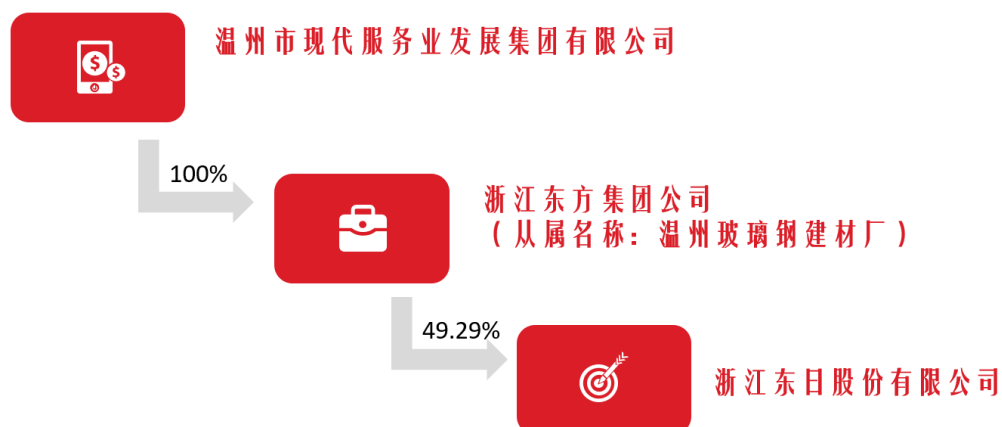 温州市现代服务业发展集团有限公司
100%
浙江东方集团公司
（从属名称：温州玻璃钢建材厂）
49.29%
浙江东日股份有限公司